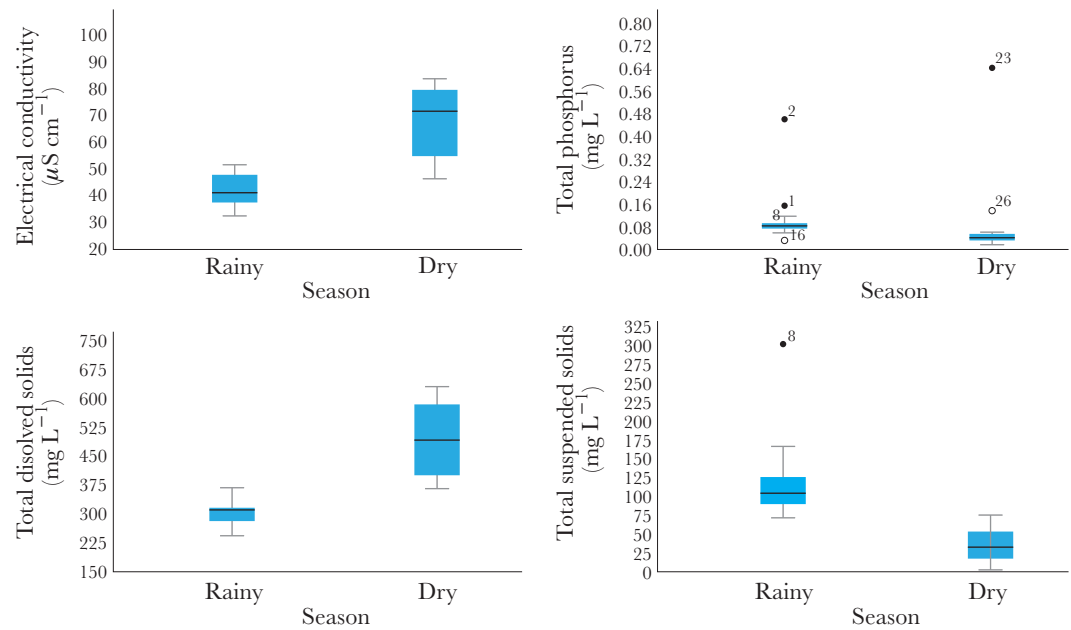 Electrical conductivity
(μS cm−1)
100
90
80
70
60
50
40
30
20
Rainy
Dry
Season
Total phosphorus
(mg L−1)
0.80
0.72
0.64
0.56
0.48
0.40
0.32
0.24
0.16
0.08
0.00
2
1
8
16
23
26
Rainy
Dry
Season
Total disolved solids
(mg L−1)
750
675
600
525
450
375
300
225
150
Rainy
Dry
Season
Total suspended solids
(mg L−1)
325
300
275
250
225
200
175
150
125
100
75
50
25
0
8
Rainy
Dry
Season